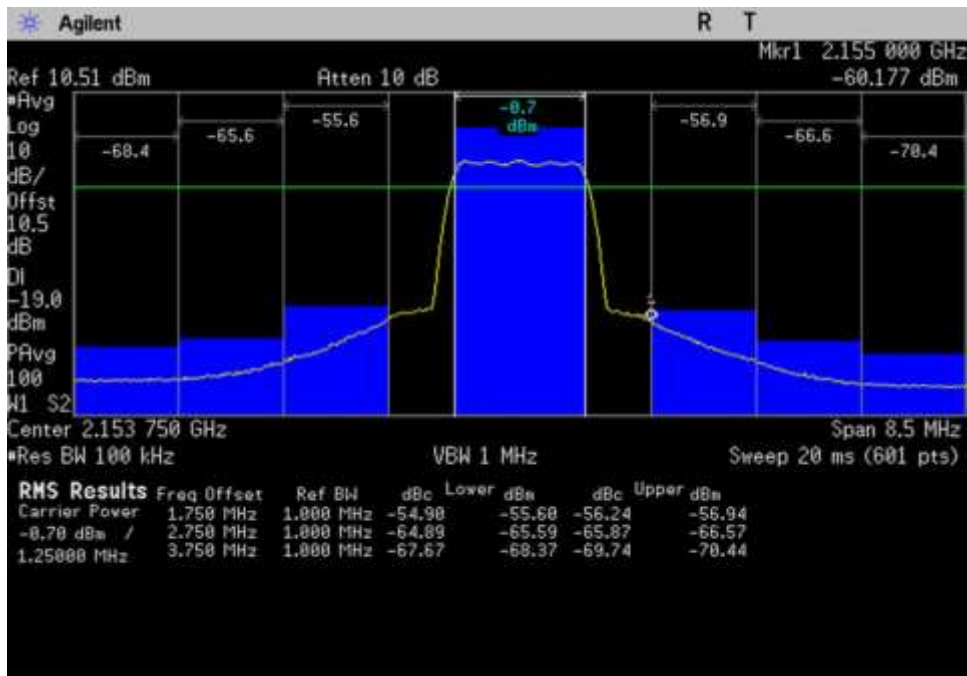 Agilent R T
Mkr1 2.155 000 GHz
Ref 10.51 dBm Atten 10 dB -60.177 dBm
*Avg
Log
10
dB/
Offst
10.5
dB
DI
-19.0
dBm
PAvg
100
W1 S2
-68.4
-65.6
-55.6
-0.7
dBm
-56.9
-66.6
-70.4
Center 2.153 750 GHz Span 8.5 MHz
*Res BW 100 kHz VBW 1 MHz Sweep 20 ms (601 pts)
RMS Results Freq Offset Ref BW dBc Lower dBm dBc Upper dBm
Carrier Power 1.750 MHz 1.000 MHz -54.90 -55.60 -56.24 -56.94
-0.70 dBm / 2.750 MHz 1.000 MHz -64.89 -65.59 -65.87 -66.57
1.25000 MHz 3.750 MHz 1.000 MHz -67.67 -68.37 -69.74 -70.44